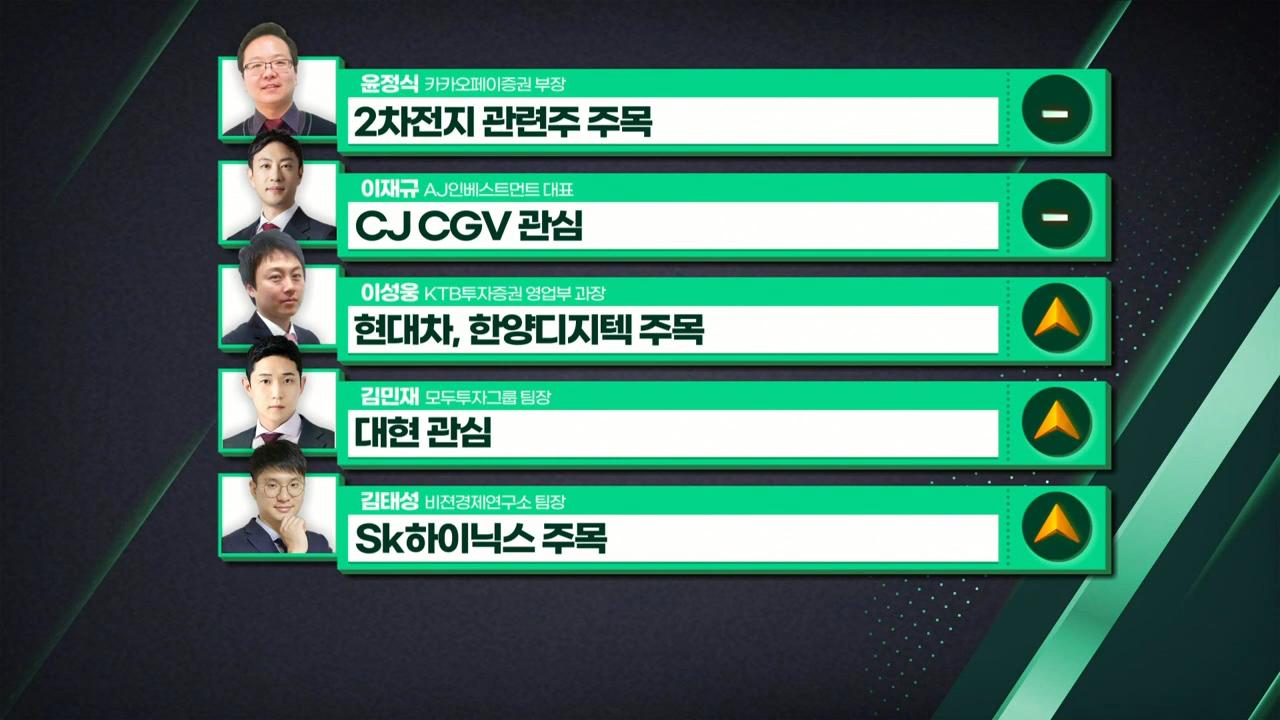 윤정식 카카오페이증권 부장
2차전지 관련주 주목
이재규 AJ인베스트먼트 대표
CJ CGV 관심
이성웅 KTB투자증권 영업부 과장
현대차, 한양디지텍 주목
김민재 모두투자그룹 팀장
대현 관심
김태성 비젼경제연구소 팀장
Sk하이닉스 주목